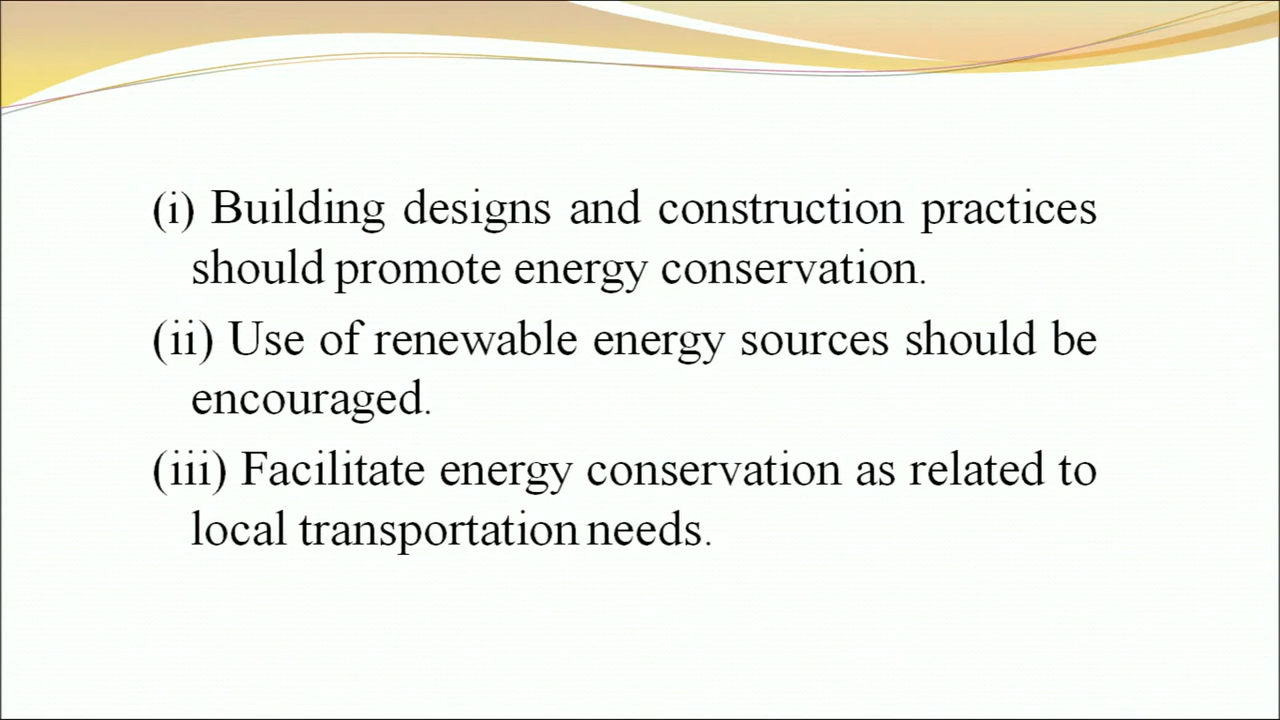 (i) Building designs and construction practices
should promote energy conservation.
(ii) Use of renewable energy sources should be
encouraged.
(iii) Facilitate energy conservation as related to
local transportation needs.